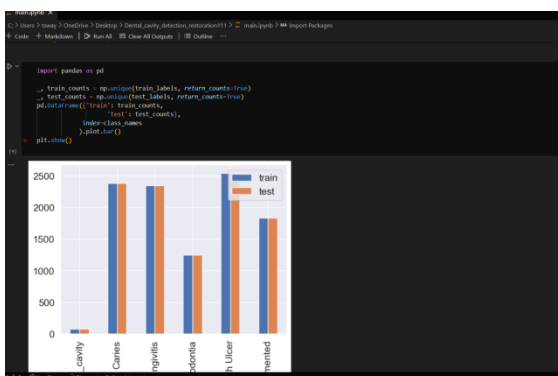 main.ipynb
C: > Users > tsway > OneDrive > Desktop > Dental_cavity_detection_restoration111 > main.ipynb > Import Packages
+ Code + Markdown | Run All Clear All Outputs | Outline ...
import pandas as pd
_, train_counts = np.unique(train_labels, return_counts=True)
_, test_counts = np.unique(test_labels, return_counts=True)
pd.DataFrame({'train': train_counts,
'test': test_counts},
index=class_names
).plot.bar()
plt.show()
train
test
2500
2000
1500
1000
500
0
_cavity
Caries
ngivitis
odontia
h Ulcer
mented